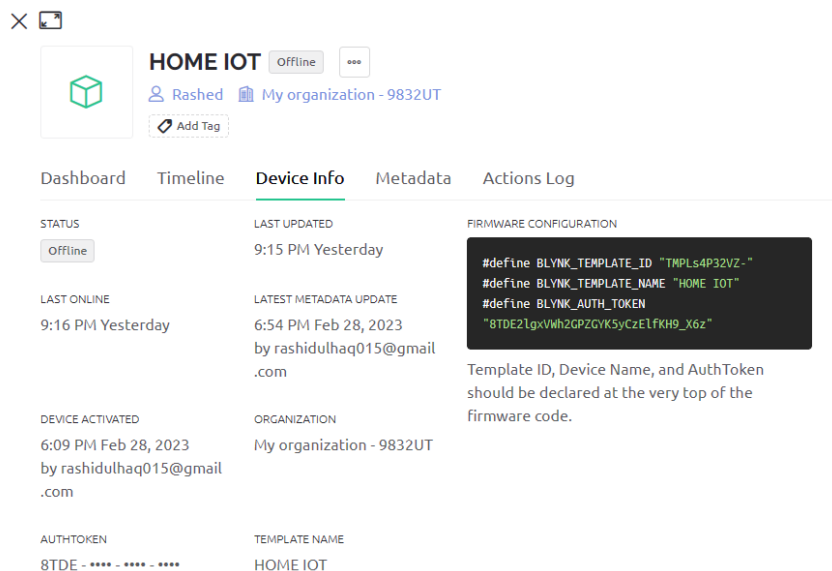 HOME IOT Offline
Rashed My organization - 9832UT
Add Tag
Dashboard Timeline Device Info Metadata Actions Log
STATUS
Offline
LAST UPDATED
9:15 PM Yesterday
FIRMWARE CONFIGURATION
#define BLYNK_TEMPLATE_ID "TMPLs4P32VZ-"
#define BLYNK_TEMPLATE_NAME "HOME IOT"
#define BLYNK_AUTH_TOKEN
"8TDE2lgxVWh2GPZGYK5yCzElfKH9_X6z"
Template ID, Device Name, and AuthToken
should be declared at the very top of the
firmware code.
LAST ONLINE
9:16 PM Yesterday
LATEST METADATA UPDATE
6:54 PM Feb 28, 2023
by rashidulhaq015@gmail
.com
DEVICE ACTIVATED
6:09 PM Feb 28, 2023
by rashidulhaq015@gmail
.com
ORGANIZATION
My organization - 9832UT
AUTHTOKEN
8TDE - •••• - •••• - ••••
TEMPLATE NAME
HOME IOT